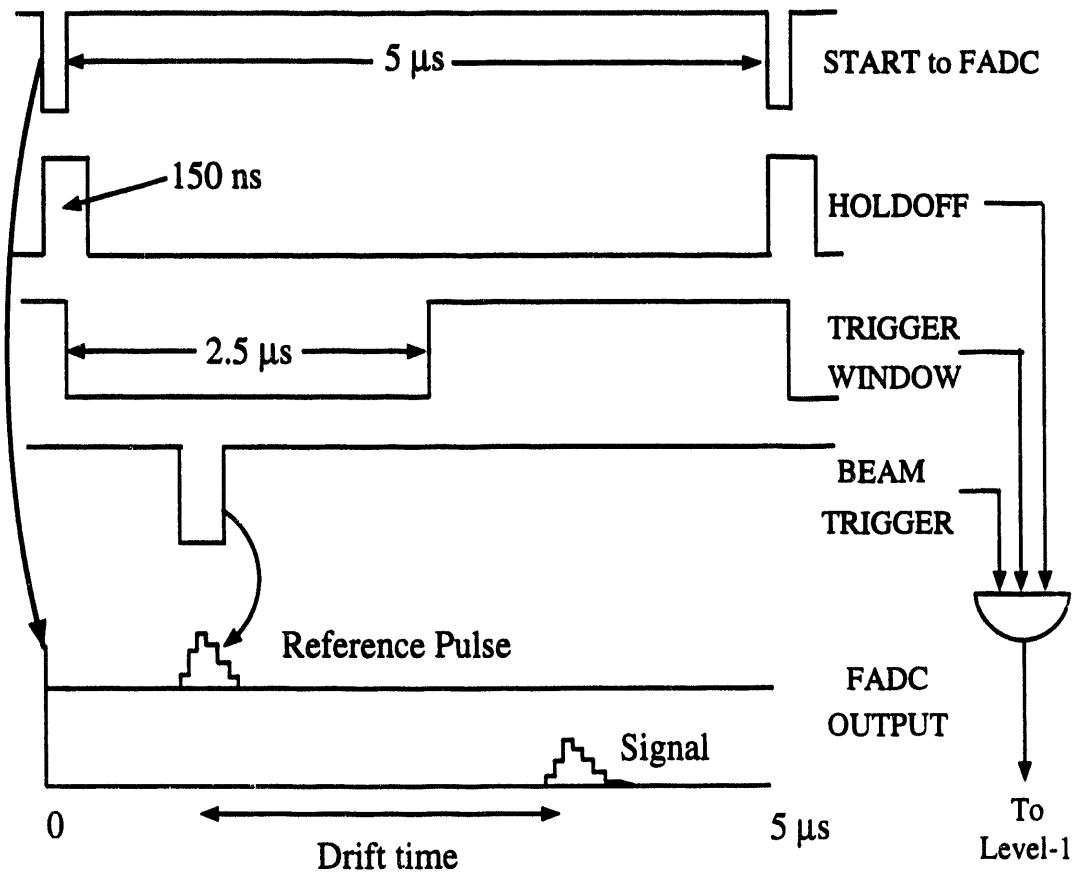 5 μs
START to FADC
150 ns
HOLDOFF
2.5 μs
TRIGGER
WINDOW
BEAM
TRIGGER
Reference Pulse
FADC
OUTPUT
Signal
0
5 μs
Drift time
To
Level-1